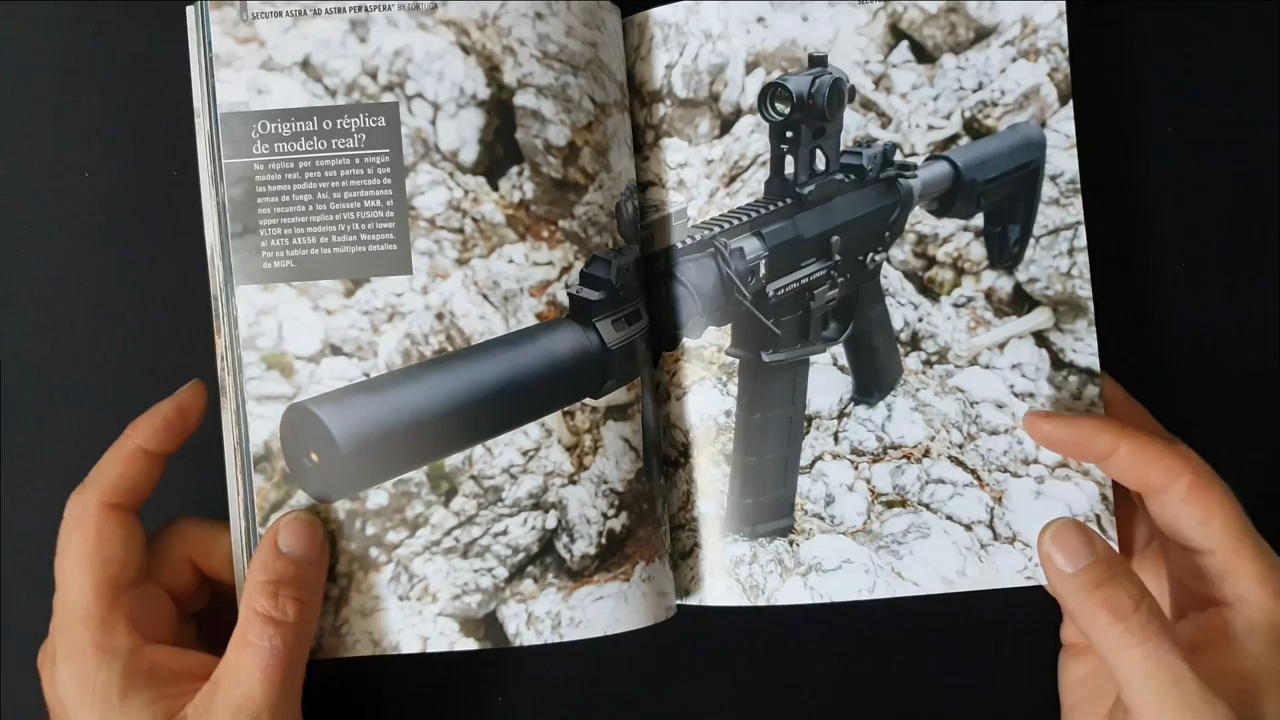 SECUTOR ASTRA "AD ASTRA PER ASPERA" BY TORTUGA
¿Original o réplica
de modelo real?
No réplica por completo a ningún
modelo real, pero sus partes sí que
las hemos podido ver en el mercado de
armas de fuego. Así, su guardamanos
nos recuerda a los Geissele MK8, el
upper receiver replica el VIS FUSION de
VLTOR en los modelos IV y IX o el lower
al AXTS AX556 de Radian Weapons.
Por no hablar de los múltiples detalles
de MGPL.
"AD ASTRA PER ASPERA"